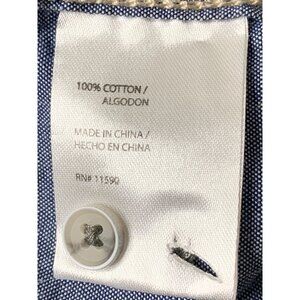 100% COTTON /
ALGODON
MADE IN CHINA /
HECHO EN CHINA
RN# 11590